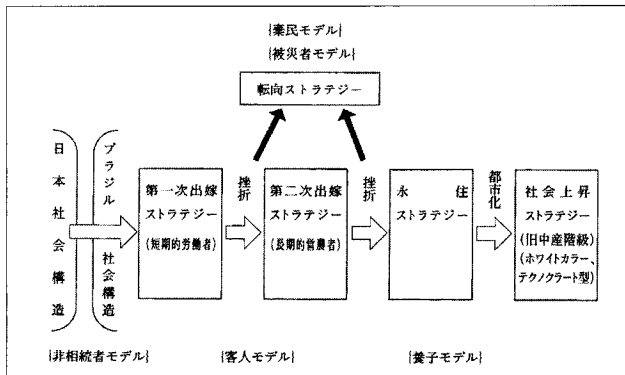 {棄民モデル}
{被災者モデル}
転向ストラテジー
日本社会構造
ブラジル社会構造
第一次出嫁
ストラテジー
(短期的労働者)
挫折
第二次出嫁
ストラテジー
(長期的営農者)
挫折
永住
ストラテジー
都市化
社会上昇
ストラテジー
(旧中産階級)
(ホワイトカラー、
テクノクラート型)
{非相続者モデル}
{客人モデル}
{養子モデル}